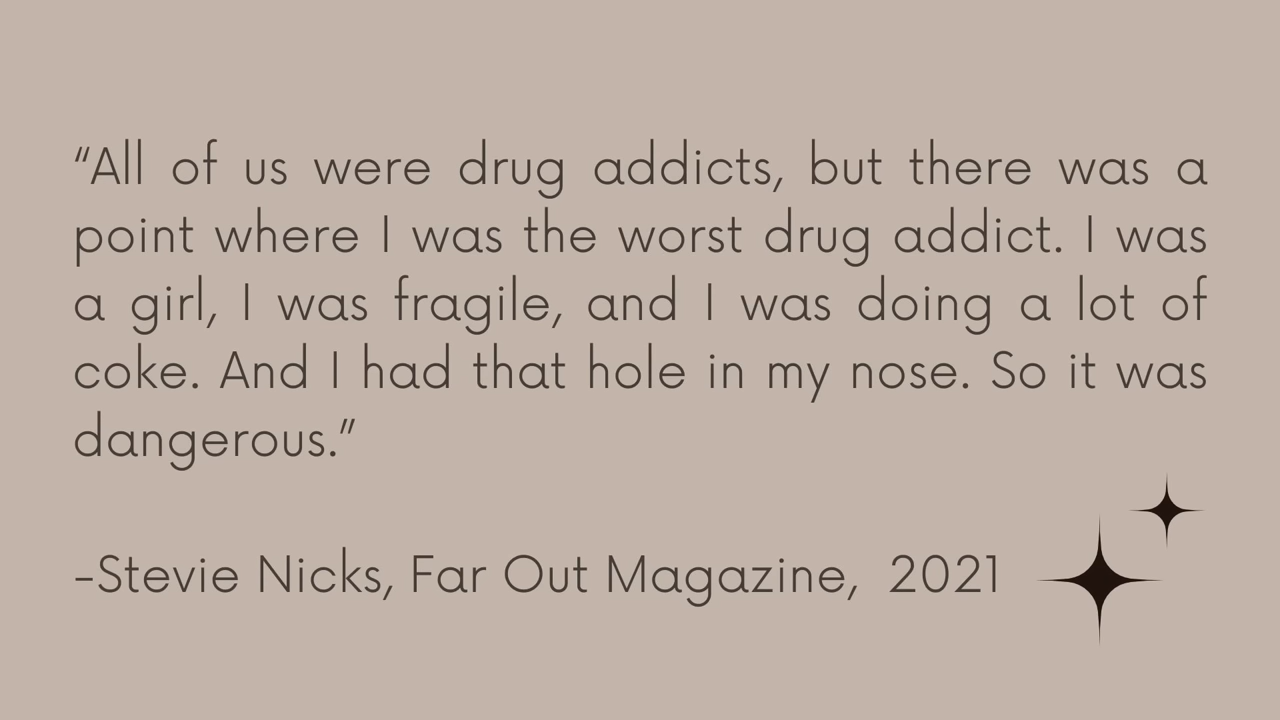 “All of us were drug addicts, but there was a
point where I was the worst drug addict. I was
a girl, I was fragile, and I was doing a lot of
coke. And I had that hole in my nose. So it was
dangerous.”
–Stevie Nicks, Far Out Magazine, 2021